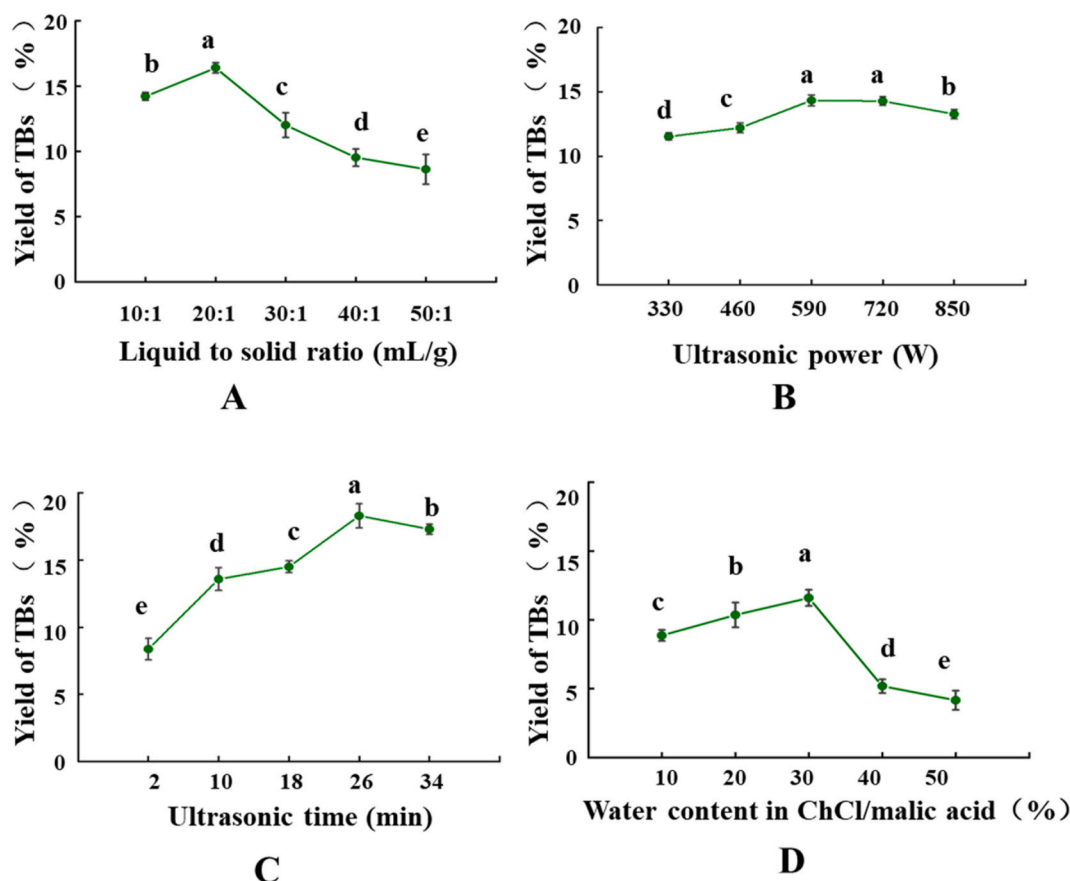 20
15
10
5
0
Yield of TBs （ % ）
b
a
c
d
e
10:1 20:1 30:1 40:1 50:1
Liquid to solid ratio (mL/g)
A
20
15
10
5
0
Yield of TBs （ % ）
d
c
a
a
b
330 460 590 720 850
Ultrasonic power (W)
B
20
15
10
5
0
Yield of TBs （ % ）
e
d
c
a
b
2 10 18 26 34
Ultrasonic time (min)
C
20
15
10
5
0
Yield of TBs （ % ）
c
b
a
d
e
10 20 30 40 50
Water content in ChCl/malic acid（%）
D